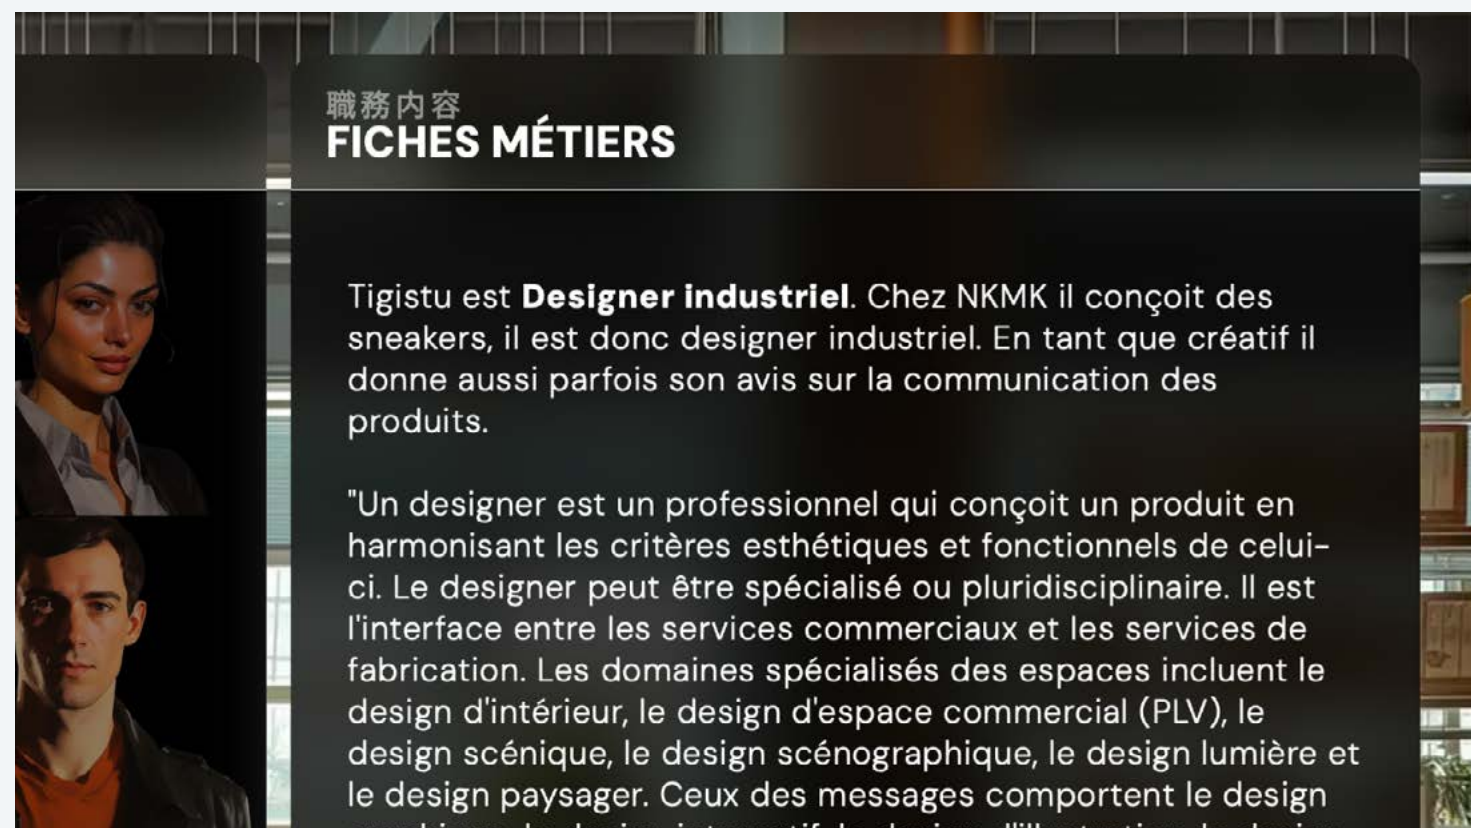 職務内容
FICHES MÉTIERS
Tigistu est Designer industriel. Chez NKMK il conçoit des
sneakers, il est donc designer industriel. En tant que créatif il
donne aussi parfois son avis sur la communication des
produits.
"Un designer est un professionnel qui conçoit un produit en
harmonisant les critères esthétiques et fonctionnels de celui-
ci. Le designer peut être spécialisé ou pluridisciplinaire. Il est
l'interface entre les services commerciaux et les services de
fabrication. Les domaines spécialisés des espaces incluent le
design d'intérieur, le design d'espace commercial (PLV), le
design scénique, le design scénographique, le design lumière et
le design paysager. Ceux des messages comportent le design